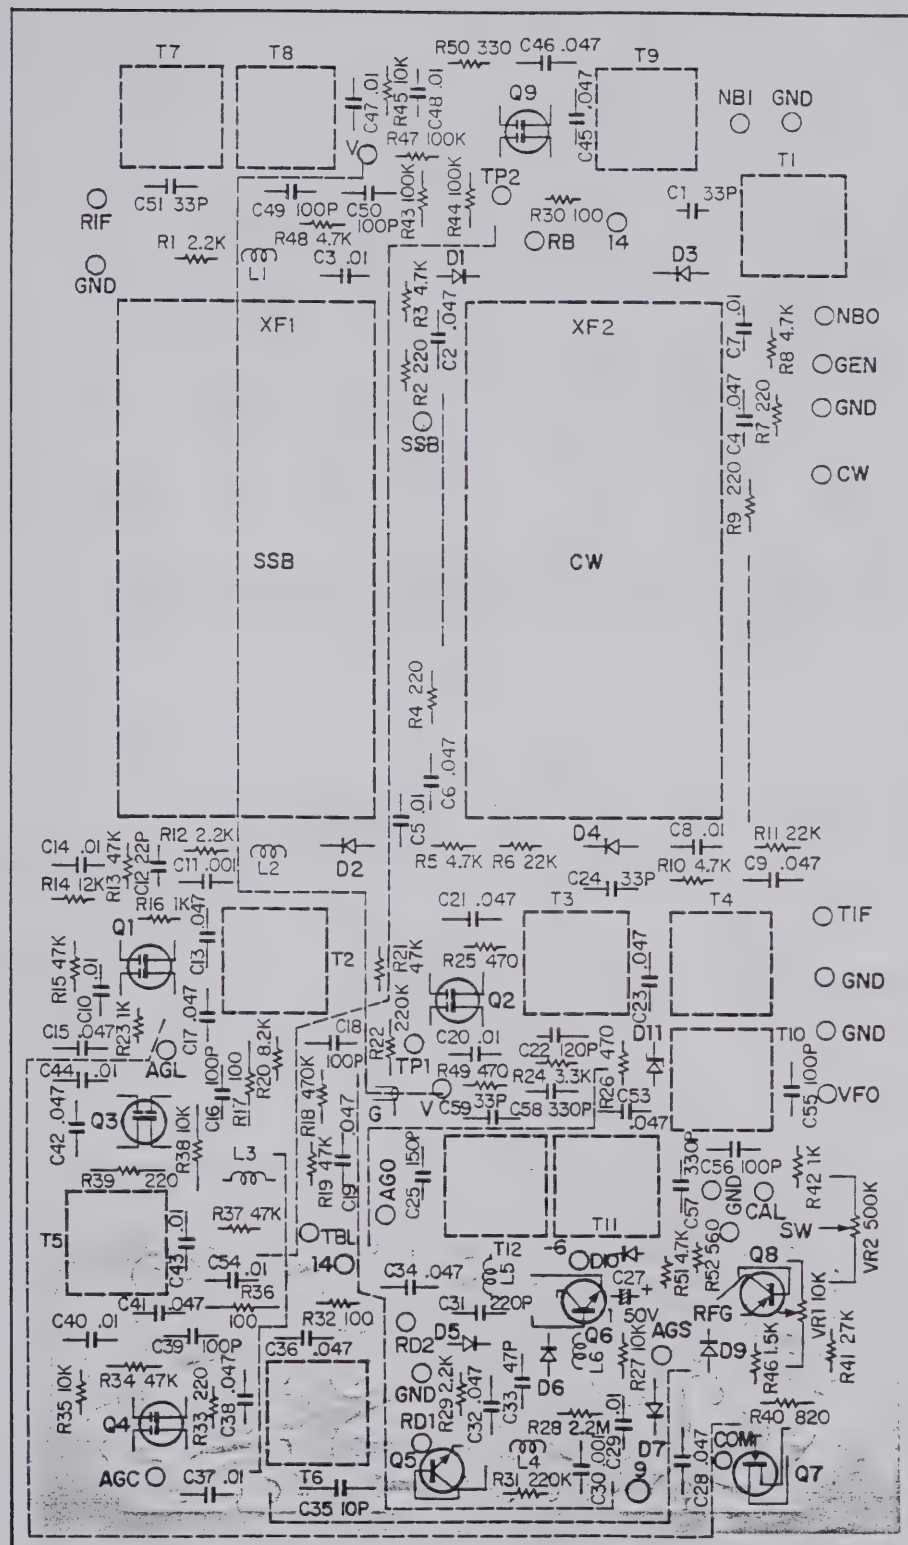 T7
T8
R50 330
C46 .047
T9
C47 .01
R45 10K
C48 .01
Q9
C45 .047
NB1
GND
V
R47 100K
T1
C51 33P
C49 100P
C50 100P
R43 100K
R44 100K
TP2
R30 100
C1 33P
RIF
R1 2.2K
R48 4.7K
RB
14
L1
C3 .01
D1
D3
GND
XF1
R3 4.7K
C2 .047
XF2
C7 .01
R8 4.7K
NBO
R2 220
GEN
SSB
C4 .047
R7 220
GND
R9 220
CW
SSB
CW
R4 220
C6 .047
C5 .01
C14 .01
R13 47K
C12 22P
R12 2.2K
D4
C8 .01
R11 22K
C11 .001
L2
D2
R5 4.7K
R6 22K
R10 4.7K
C9 .047
R14 12K
C24 33P
R16 1K
C21 .047
T3
T4
TIF
Q1
C13 .047
T2
R21 47K
R25 470
R15 47K
C10 .01
C23 .047
GND
Q2
R23 1K
C17 .047
C18 100P
R22 220K
C15 .047
AGL
TP1
C20 .01
C22 120P
R26 470
D11
T10
GND
C44 .01
C16 100P
R17 100
R20 8.2K
R18 470K
R49 470
R24 3.3K
C55 100P
VFO
G
V
C59 33P
C58 330P
C53 .047
C42 .047
Q3
R38 10K
R19 47K
C19 .047
L3
AGO
C25 150P
C57 330P
C56 100P
R39 220
GND
CAL
R42 1K
T5
R37 47K
TBL
T11
SW
VR2 500K
C43 .01
C54 .01
14
T12
-6
D10
R51 4.7K
R52 560
Q8
C34 .047
L5
C27 1 50V
RFG
C41 .047
R36 100
R32 100
C31 220P
VR1 10K
C40 .01
C39 100P
C36 .047
RD2
D5
Q6
AGS
D9
R46 1.5K
R41 27K
R34 47K
D6
L6
R27 10K
R35 10K
R33 220
C38 .047
GND
R29 2.2K
C32 .047
C33 47P
Q4
RD1
R28 2.2M
C29 .01
D7
R40 820
COM
AGC
T6
Q5
L4
C30 .001
9
C28 .047
Q7
C37 .01
R31 220K
C35 10P